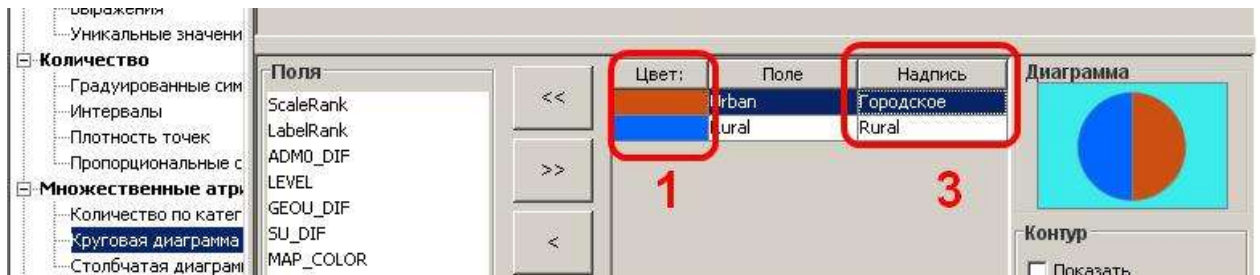 Выражения
Уникальные значени
Количество
Градуированные сим
Интервалы
Плотность точек
Пропорциональные с
Множественные атри
Количество по катег
Круговая диаграмма
Столбчатая диаграмм
Поля
ScaleRank
LabelRank
ADM0_DIF
LEVEL
GEOU_DIF
SU_DIF
MAP_COLOR
<<
>>
<
Цвет: Поле Надпись
Urban Городское
Rural Rural
1 3
Диаграмма
Контур
Показать